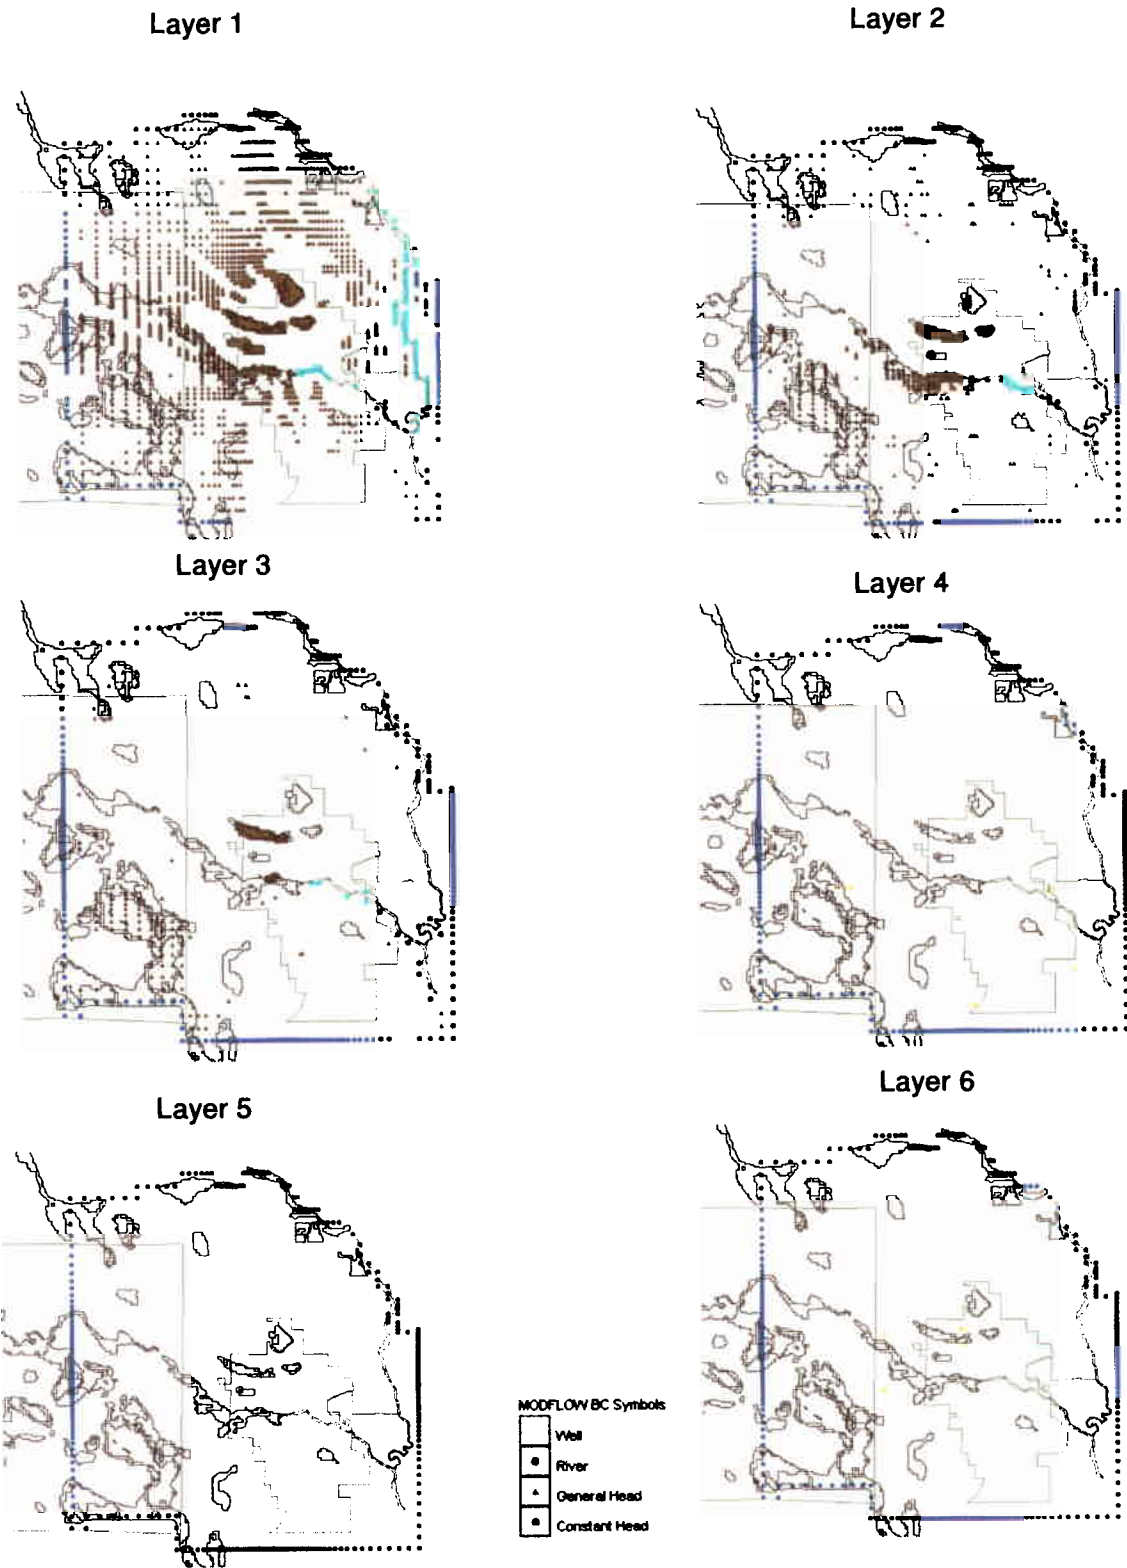 Layer 1
Layer 2
Layer 3
Layer 4
Layer 5
Layer 6
MODFLOW BC Symbols
Well
River
General Head
Constant Head